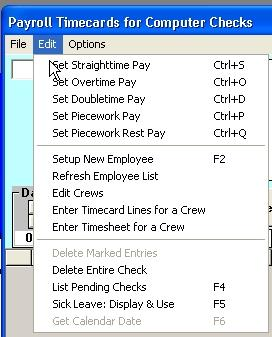 Payroll Timecards for Computer Checks
File Edit Options
Set Straighttime Pay Ctrl+S
Set Overtime Pay Ctrl+O
Set Doubletime Pay Ctrl+D
Set Piecework Pay Ctrl+P
Set Piecework Rest Pay Ctrl+Q
Setup New Employee F2
Refresh Employee List
Edit Crews
Enter Timecard Lines for a Crew
Enter Timesheet for a Crew
Delete Marked Entries
Delete Entire Check
List Pending Checks F4
Sick Leave: Display & Use F5
Get Calendar Date F6